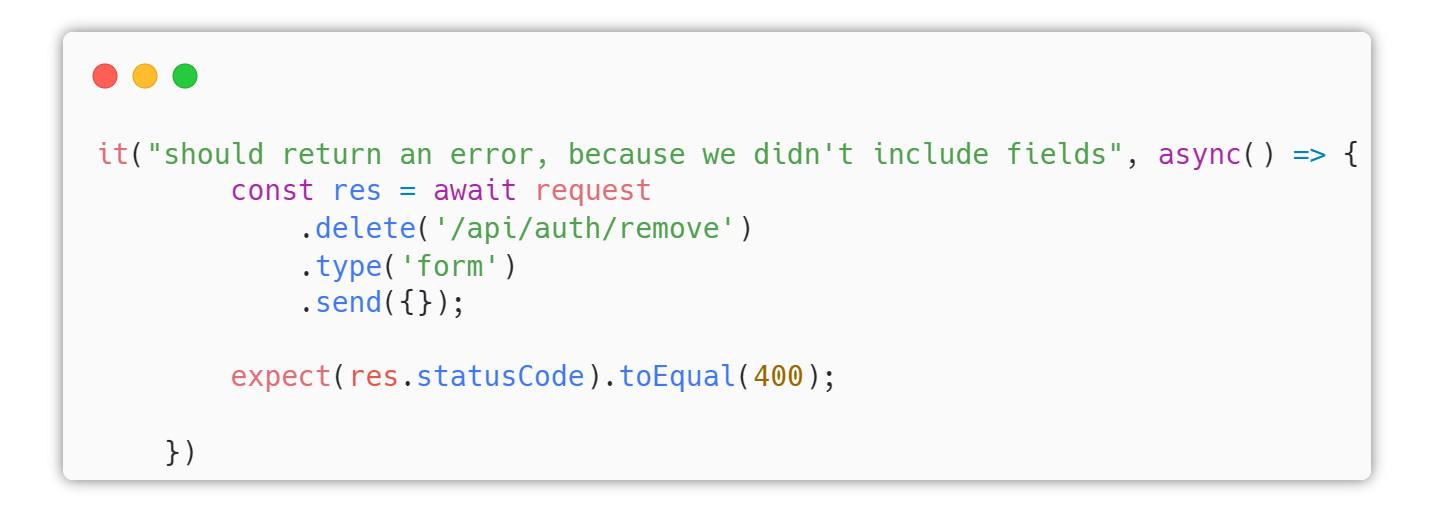 it("should return an error, because we didn't include fields", async() => {
        const res = await request
            .delete('/api/auth/remove')
            .type('form')
            .send({});

        expect(res.statusCode).toEqual(400);

    })